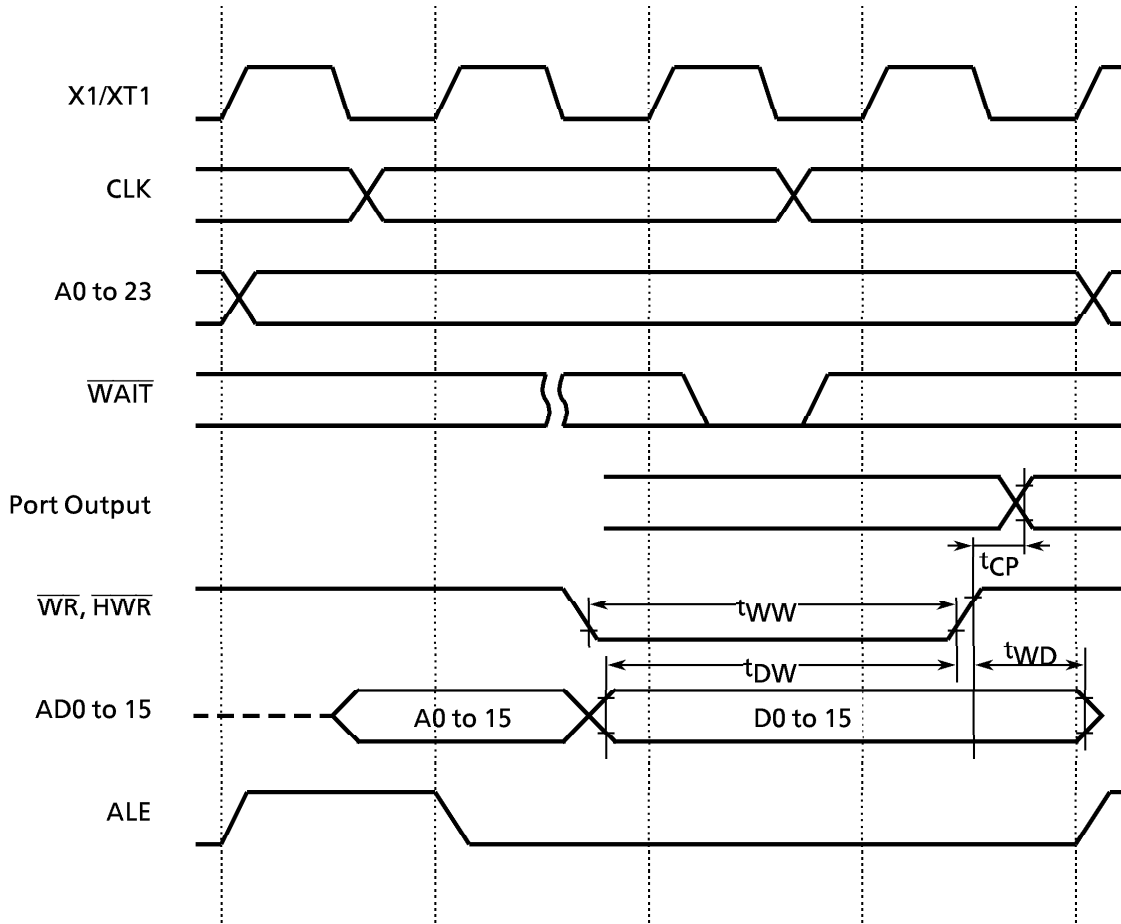 X1/XT1
CLK
A0 to 23
WAIT
Port Output
tCP
WR, HWR
tWW
tWD
tDW
AD0 to 15
A0 to 15
D0 to 15
ALE